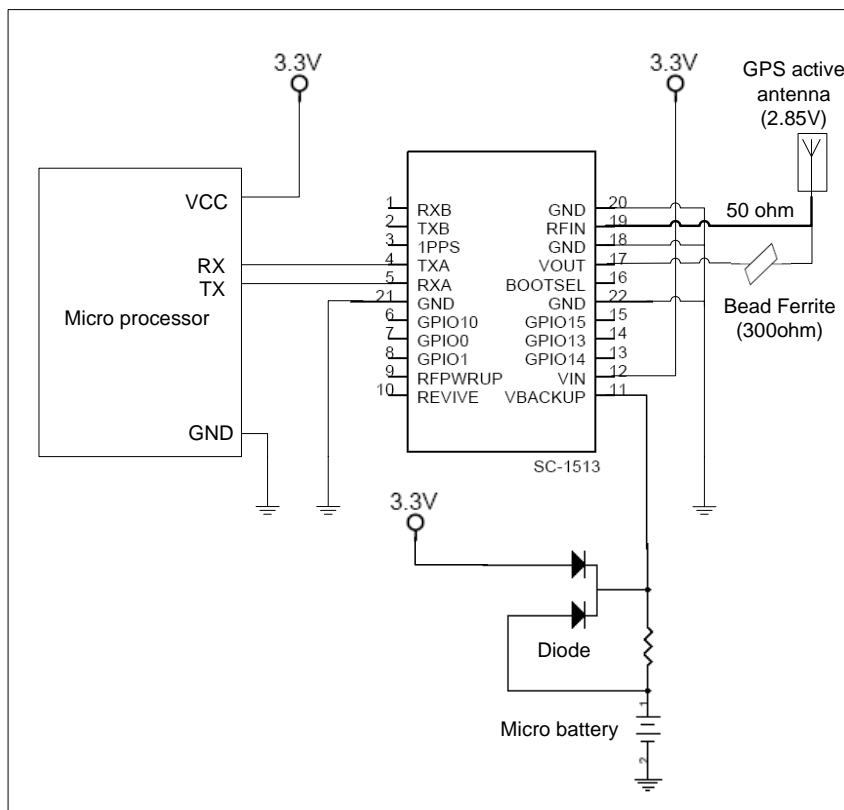 3.3V
3.3V
GPS active
antenna
(2.85V)
VCC
RX
TX
Micro processor
GND
1 RXB
2 TXB
3 1PPS
4 TXA
5 RXA
21 GND
6 GPIO10
7 GPIO0
8 GPIO1
9 RFPWRUP
10 REVIVE
GND 20
RFIN 19
GND 18
VOUT 17
BOOTSEL 16
GND 22
GPIO15 15
GPIO13 14
GPIO14 13
VIN 12
VBACKUP 11
SC-1513
50 ohm
Bead Ferrite
(300ohm)
3.3V
Diode
1
Micro battery
2